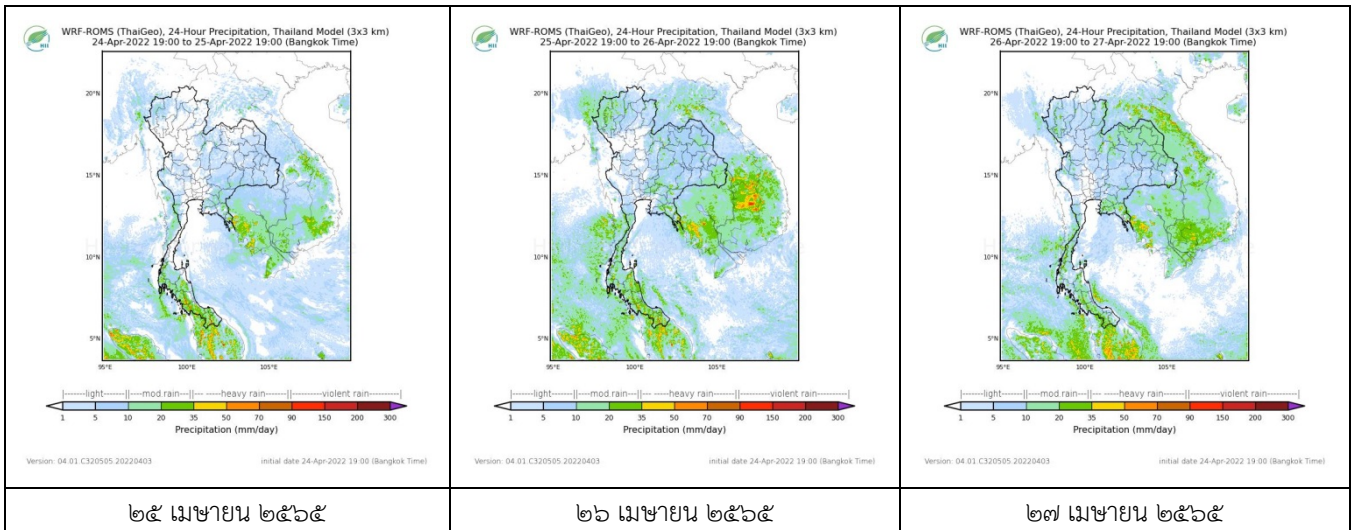 WRF-ROMS (ThaiGeo), 24-Hour Precipitation, Thailand Model (3x3 km)
24-Apr-2022 19:00 to 25-Apr-2022 19:00 (Bangkok Time)
HII
20°N
15°N
10°N
5°N
95°E 100°E 105°E
|-------light------||---mod.rain---||--- ---heavy rain---------||-----------violent rain-----------|
1 5 10 20 35 50 70 90 150 200 300
Precipitation (mm/day)
Version: 04.01.C320505.20220403 initial date 24-Apr-2022 19:00 (Bangkok Time)
๒๕ เมษายน ๒๕๖๕
WRF-ROMS (ThaiGeo), 24-Hour Precipitation, Thailand Model (3x3 km)
25-Apr-2022 19:00 to 26-Apr-2022 19:00 (Bangkok Time)
HII
20°N
15°N
10°N
5°N
95°E 100°E 105°E
|-------light------||---mod.rain---||--- ---heavy rain---------||-----------violent rain-----------|
1 5 10 20 35 50 70 90 150 200 300
Precipitation (mm/day)
Version: 04.01.C320505.20220403 initial date 24-Apr-2022 19:00 (Bangkok Time)
๒๖ เมษายน ๒๕๖๕
WRF-ROMS (ThaiGeo), 24-Hour Precipitation, Thailand Model (3x3 km)
26-Apr-2022 19:00 to 27-Apr-2022 19:00 (Bangkok Time)
HII
20°N
15°N
10°N
5°N
95°E 100°E 105°E
|-------light------||---mod.rain---||--- ---heavy rain---------||-----------violent rain-----------|
1 5 10 20 35 50 70 90 150 200 300
Precipitation (mm/day)
Version: 04.01.C320505.20220403 initial date 24-Apr-2022 19:00 (Bangkok Time)
๒๗ เมษายน ๒๕๖๕